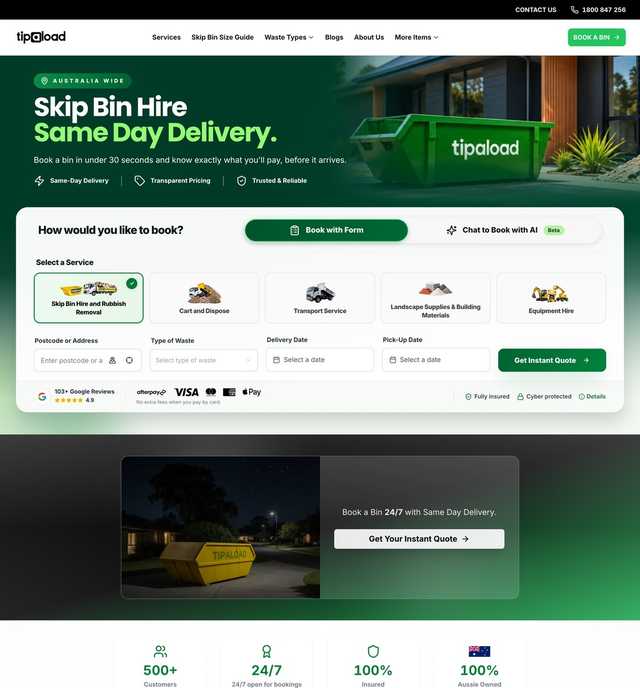 CONTACT US
1800 847 256
tipaload
Services
Skip Bin Size Guide
Waste Types
Blogs
About Us
More Items
BOOK A BIN
AUSTRALIA WIDE
Skip Bin Hire
Same Day Delivery.
Book a bin in under 30 seconds and know exactly what you'll pay, before it arrives.
Same-Day Delivery
Transparent Pricing
Trusted & Reliable
tipaload
How would you like to book?
Book with Form
Chat to Book with AI
Beta
Select a Service
Skip Bin Hire and Rubbish
Removal
Cart and Dispose
Transport Service
Landscape Supplies & Building
Materials
Equipment Hire
Postcode or Address
Type of Waste
Delivery Date
Pick-Up Date
Enter postcode or a
Select type of waste
Select a date
Select a date
Get Instant Quote
103+ Google Reviews
4.9
afterpay
VISA
Pay
No extra fees when you pay by card.
Fully insured
Cyber protected
Details
TIPALOAD
Book a Bin 24/7 with Same Day Delivery.
Get Your Instant Quote
500+
Customers
24/7
24/7 open for bookings
100%
Insured
100%
Aussie Owned